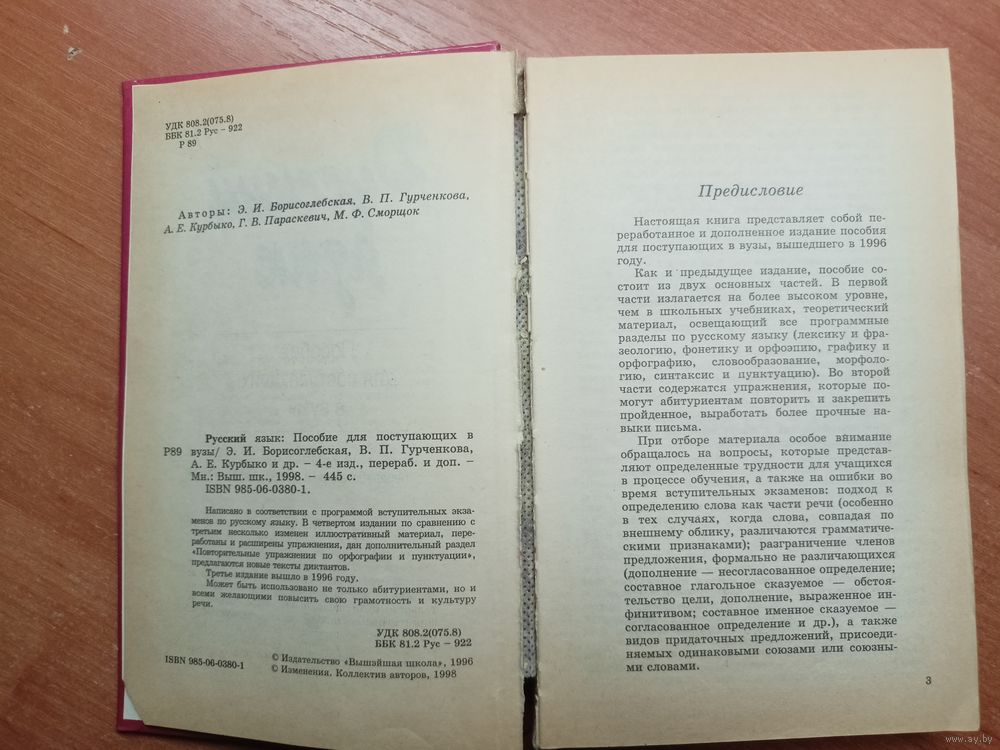 УДК 808.2(075.8)
ББК 81.2 Рус – 922
Р 89
Авторы: Э. И. Борисоглебская, В. П. Гурченкова,
А. Е. Курбыко, Г. В. Параскевич, М. Ф. Сморщок
Русский язык: Пособие для поступающих в
Р89 вузы/ Э. И. Борисоглебская, В. П. Гурченкова,
А. Е. Курбыко и др. – 4-е изд., перераб. и доп. –
Мн.: Выш. шк., 1998. – 445 с.
ISBN 985-06-0380-1.
Написано в соответствии с программой вступительных экза-
менов по русскому языку. В четвертом издании по сравнению с
третьим несколько изменен иллюстративный материал, пере-
работаны и расширены упражнения, дан дополнительный раздел
«Повторительные упражнения по орфографии и пунктуации»,
предлагаются новые тексты диктантов.
Третье издание вышло в 1996 году.
Может быть использовано не только абитуриентами, но и
всеми желающими повысить свою грамотность и культуру
речи.
УДК 808.2(075.8)
ББК 81.2 Рус – 922
ISBN 985-06-0380-1
© Издательство «Вышэйшая школа», 1996
© Изменения. Коллектив авторов, 1998
Предисловие
Настоящая книга представляет собой пе-
реработанное и дополненное издание пособия
для поступающих в вузы, вышедшего в 1996
году.
Как и предыдущее издание, пособие со-
стоит из двух основных частей. В первой
части излагается на более высоком уровне,
чем в школьных учебниках, теоретический
материал, освещающий все программные
разделы по русскому языку (лексику и фра-
зеологию, фонетику и орфоэпию, графику и
орфографию, словообразование, морфоло-
гию, синтаксис и пунктуацию). Во второй
части содержатся упражнения, которые по-
могут абитуриентам повторить и закрепить
пройденное, выработать более прочные на-
выки письма.
При отборе материала особое внимание
обращалось на вопросы, которые представ-
ляют определенные трудности для учащихся
в процессе обучения, а также на ошибки во
время вступительных экзаменов: подход к
определению слова как части речи (особенно
в тех случаях, когда слова, совпадая по
внешнему облику, различаются грамматиче-
скими признаками); разграничение членов
предложения, формально не различающихся
(дополнение — несогласованное определение;
составное глагольное сказуемое — обстоя-
тельство цели, дополнение, выраженное ин-
финитивом; составное именное сказуемое —
согласованное определение и др.), а также
видов придаточных предложений, присоеди-
няемых одинаковыми союзами или союзны-
ми словами.
3
www.ay.by